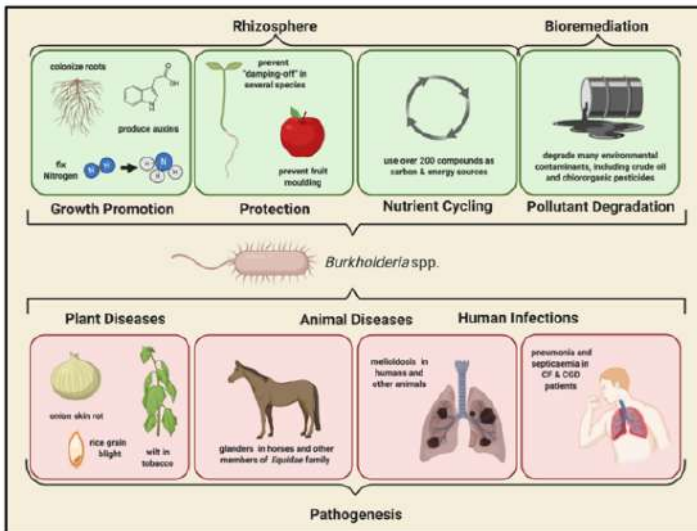 Rhizosphere
Bioremediation
colonize roots
OH
produce auxins
fix
Nitrogen
Growth Promotion
prevent
"damping-off" in
several species
prevent fruit
moulding
Protection
use over 200 compounds as
carbon & energy sources
Nutrient Cycling
degrade many environmental
contaminants, including crude oil
and chlororgasic pesticides
Pollutant Degradation
Burkholderia spp.
Plant Diseases
Animal Diseases
Human Infections
onion skin rot
rice grain
blight
wilt in
tobacco
glanders in horses and other
members of Equidae family
melioidosis in
humans and
other animals
pneumonia and
septicaemia in
CF & CGD
patients
Pathogenesis